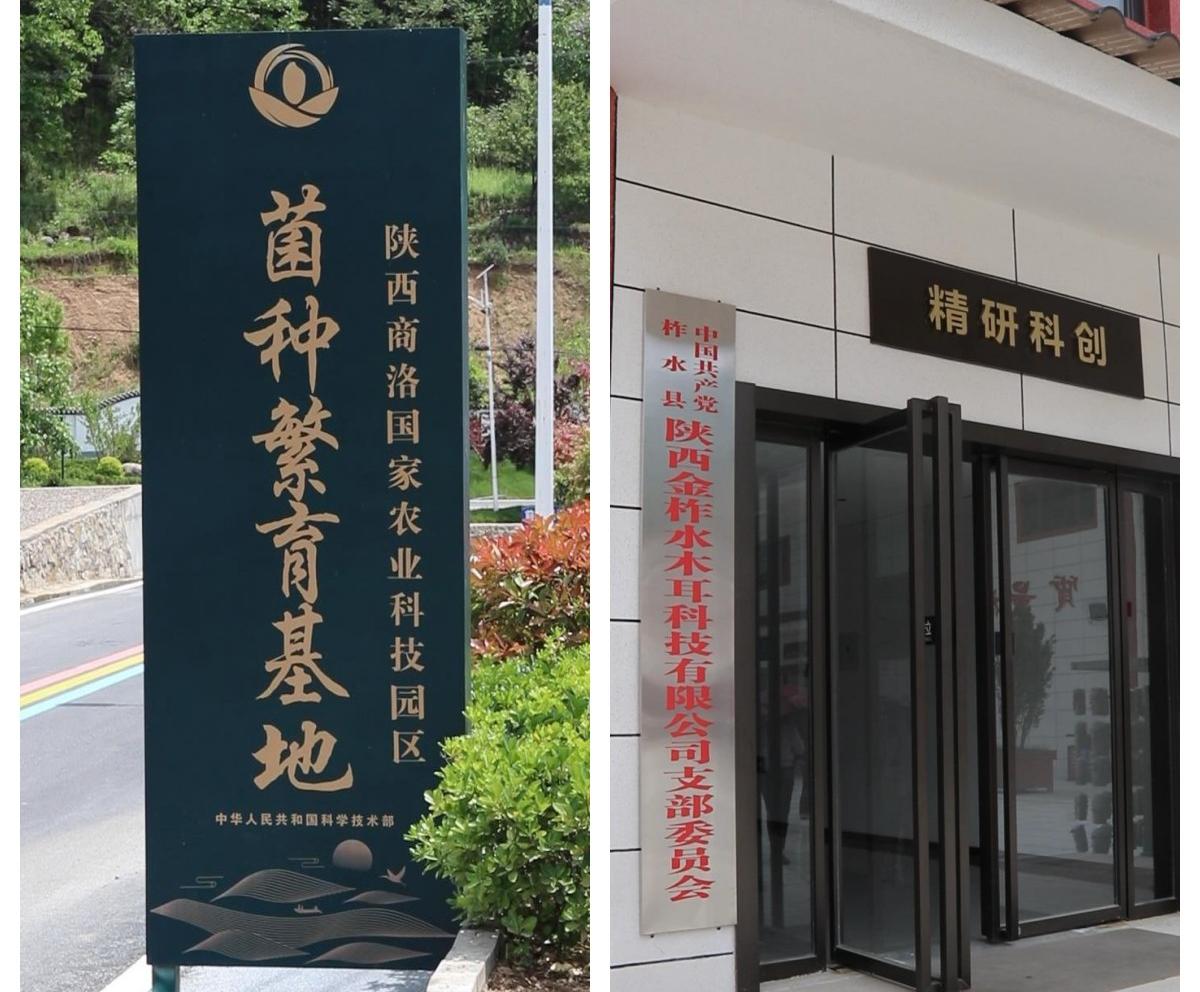 陕西商洛国家农业科技园区
菌种繁育基地
中华人民共和国科学技术部
精研科创
中国共产党
柞水县
陕西金柞水木耳科技有限公司支部委员会
拉